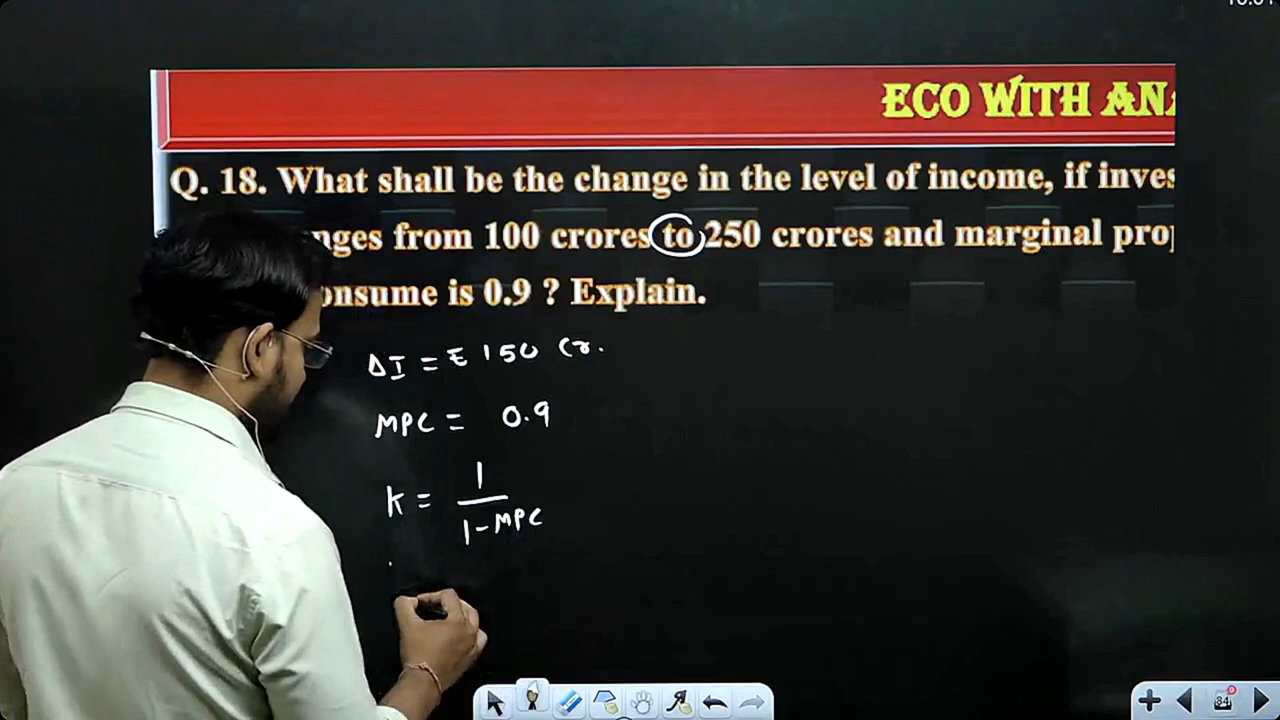 ECO WITH
Q. 18. What shall be the change in the level of income, if inves
nges from 100 crores to 250 crores and marginal pro
onsume is 0.9 ? Explain.
ΔI = ₹ 150 Cr.
MPC = 0.9
K = 1
1-MPC
84